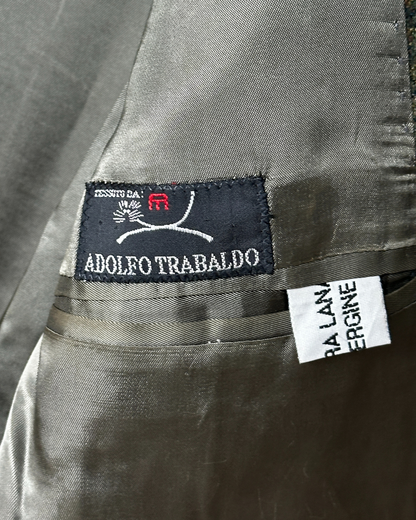 TESSUTO DA:
ADOLFO TRABALDO
RA LANA
ERGINE